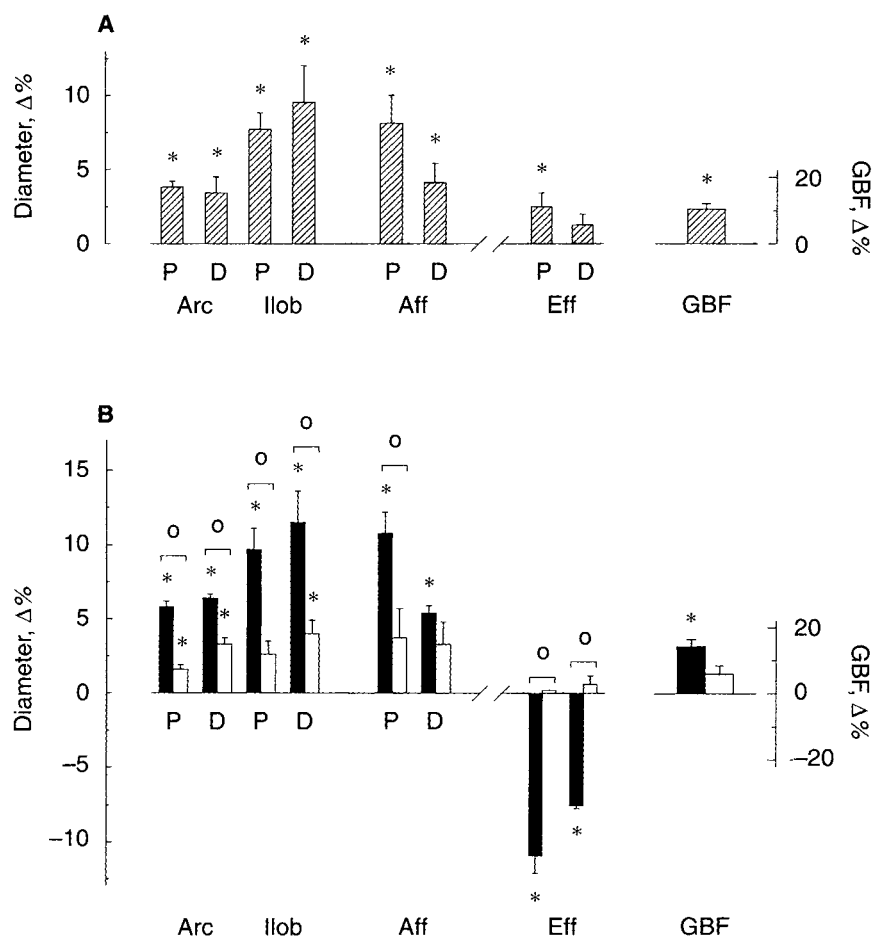 A
Diameter, Δ%
10
5
0
* * * * * * * *
20
0
GBF, Δ%
P D P D P D P D
Arc Ilob Aff Eff GBF
B
Diameter, Δ%
15
10
5
0
−5
−10
o o o o o o o
* * * * * * * * * * * *
20
0
−20
GBF, Δ%
P D P D P D
Arc Ilob Aff Eff GBF